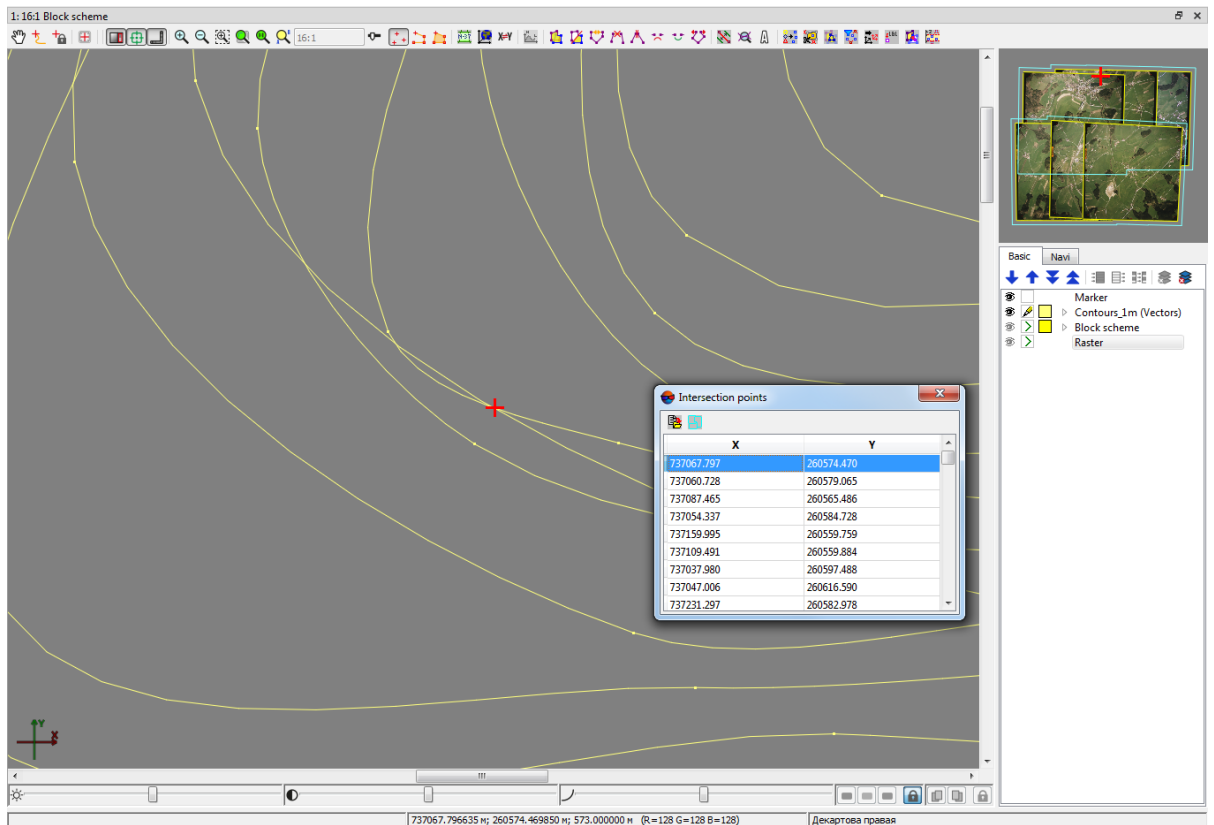 1: 16:1 Block scheme
16:1
Basic Navi
Marker
Contours_1m (Vectors)
Block scheme
Raster
Intersection points
X Y
737067.797 260574.470
737060.728 260579.065
737087.465 260565.486
737054.337 260584.728
737159.995 260559.759
737109.491 260559.884
737037.980 260597.488
737047.006 260616.590
737231.297 260582.978
Y
X
737067.796635 м; 260574.469850 м; 573.000000 м (R=128 G=128 B=128) Декартова правая